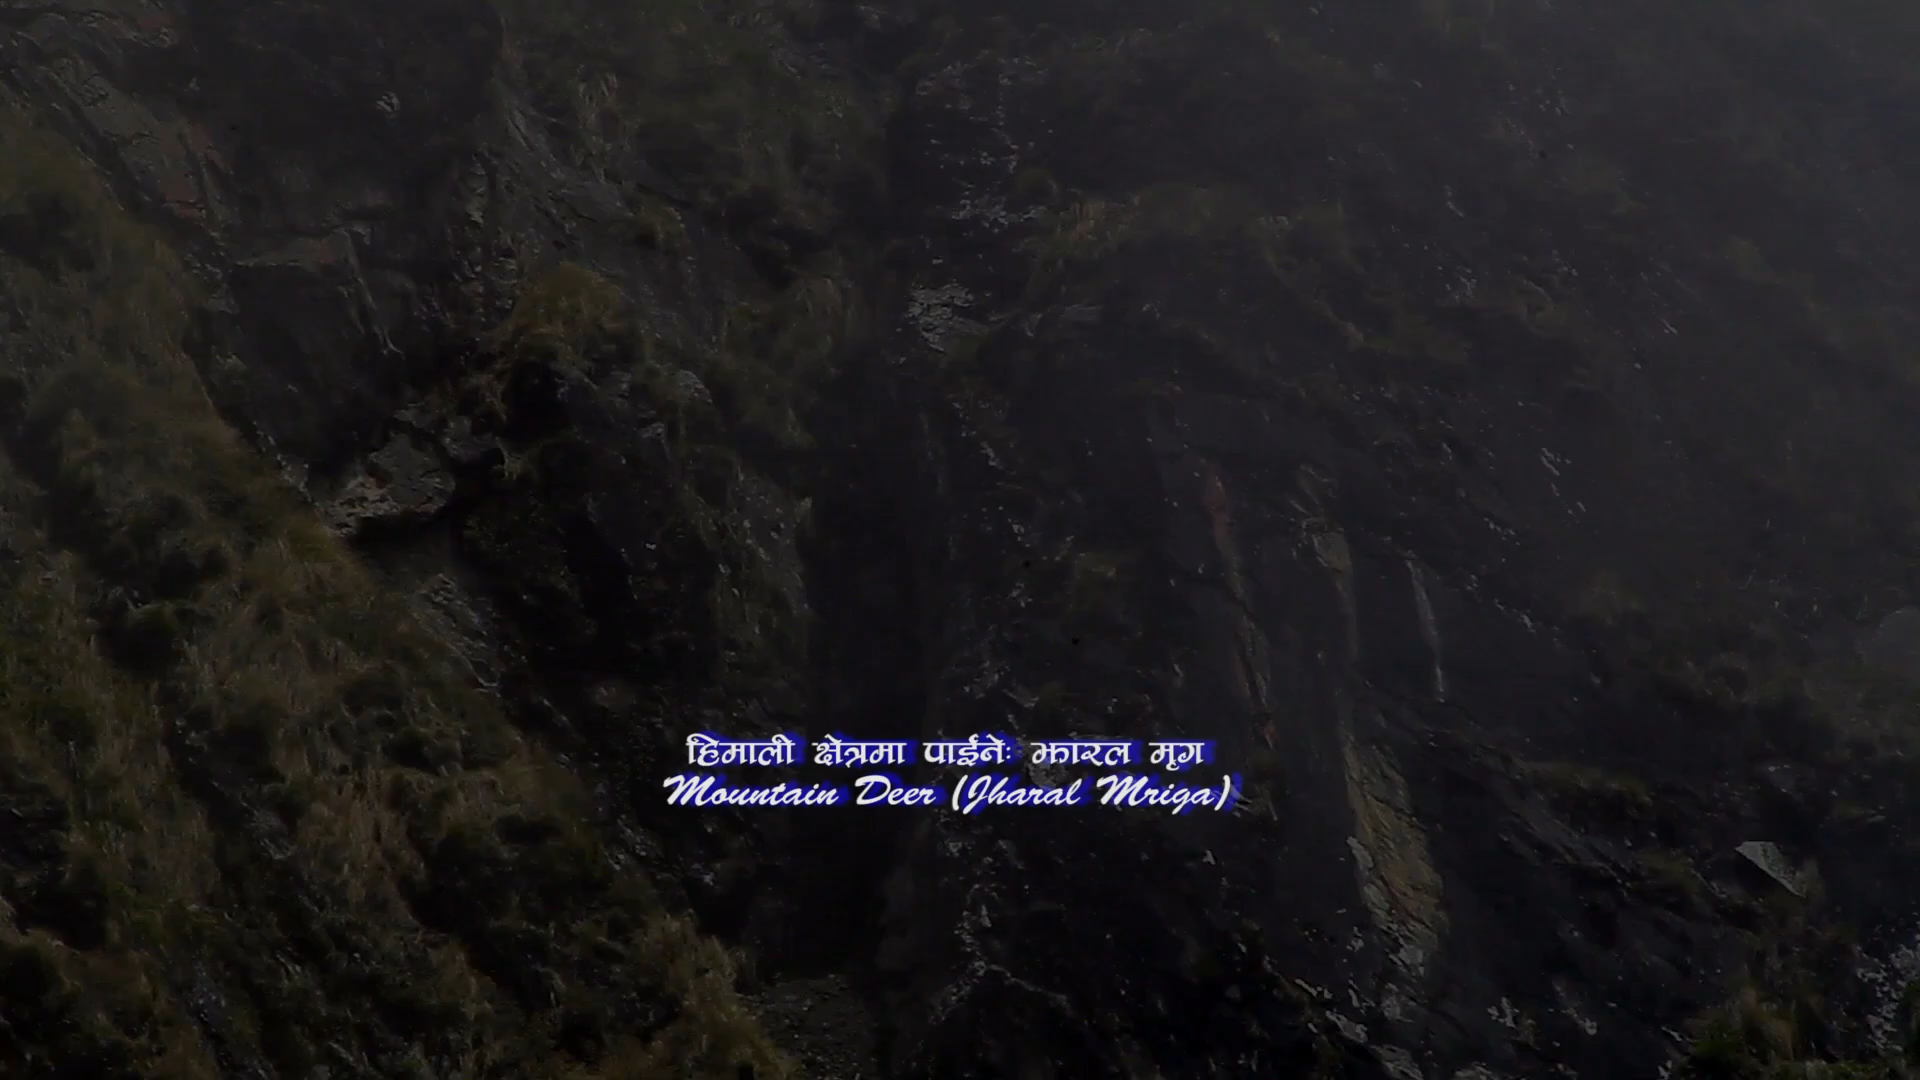 हिमाली क्षेत्रमा पाईनेः झारल मृग
Mountain Deer (Jharal Mriga)